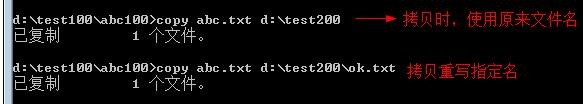 d:\test100\abc100>copy abc.txt d:\test200 拷贝时，使用原来文件名
已复制 1 个文件。
d:\test100\abc100>copy abc.txt d:\test200\ok.txt 拷贝重写指定名
已复制 1 个文件。